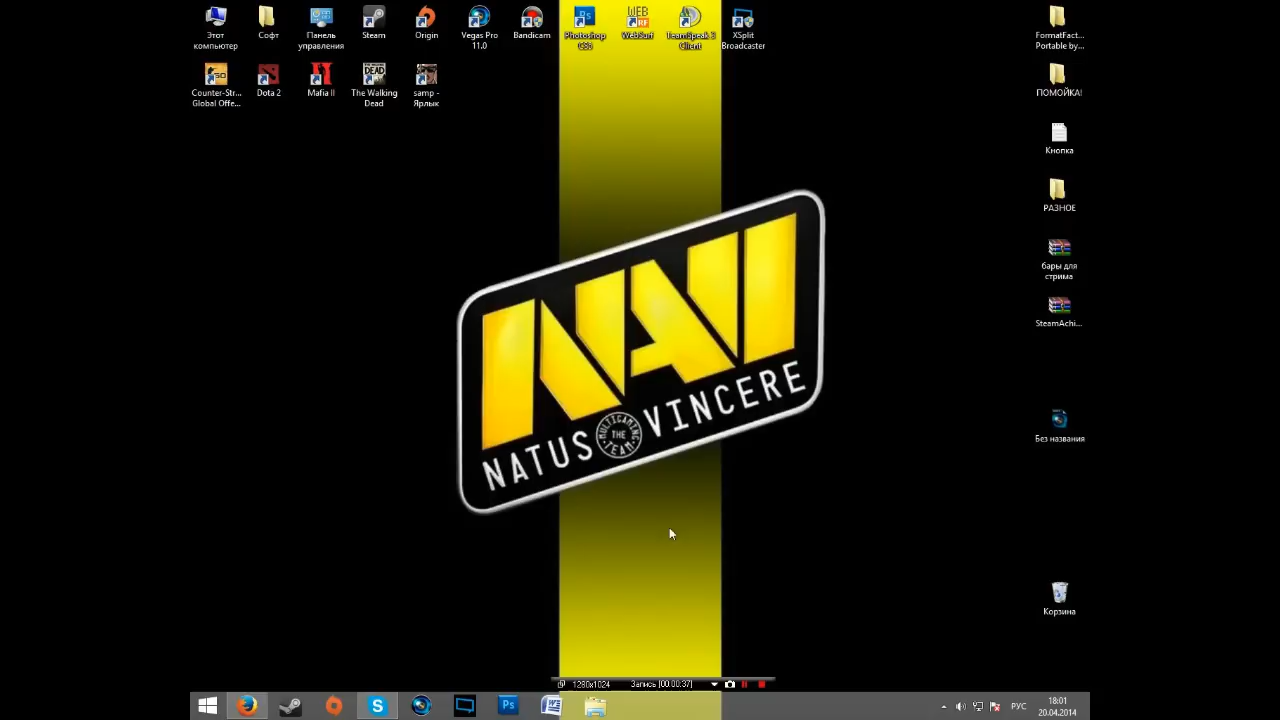 Этот
компьютер
Софт
Панель
управления
Steam
Origin
Vegas Pro
11.0
Bandicam
Photoshop
CS6
WebSurf
TeamSpeak 3
Client
XSplit
Broadcaster
FormatFact...
Portable by...
Counter-Str...
Global Offe...
Dota 2
Mafia II
The Walking
Dead
samp -
Ярлык
ПОМОЙКА!
Кнопка
РАЗНОЕ
бары для
стрима
SteamAchi...
Без названия
Корзина
NAVI
NATUS VINCERE
MULTIGAMING
THE
TEAM
1280x1024 Запись [00:00:37]
РУС
18:01
20.04.2014